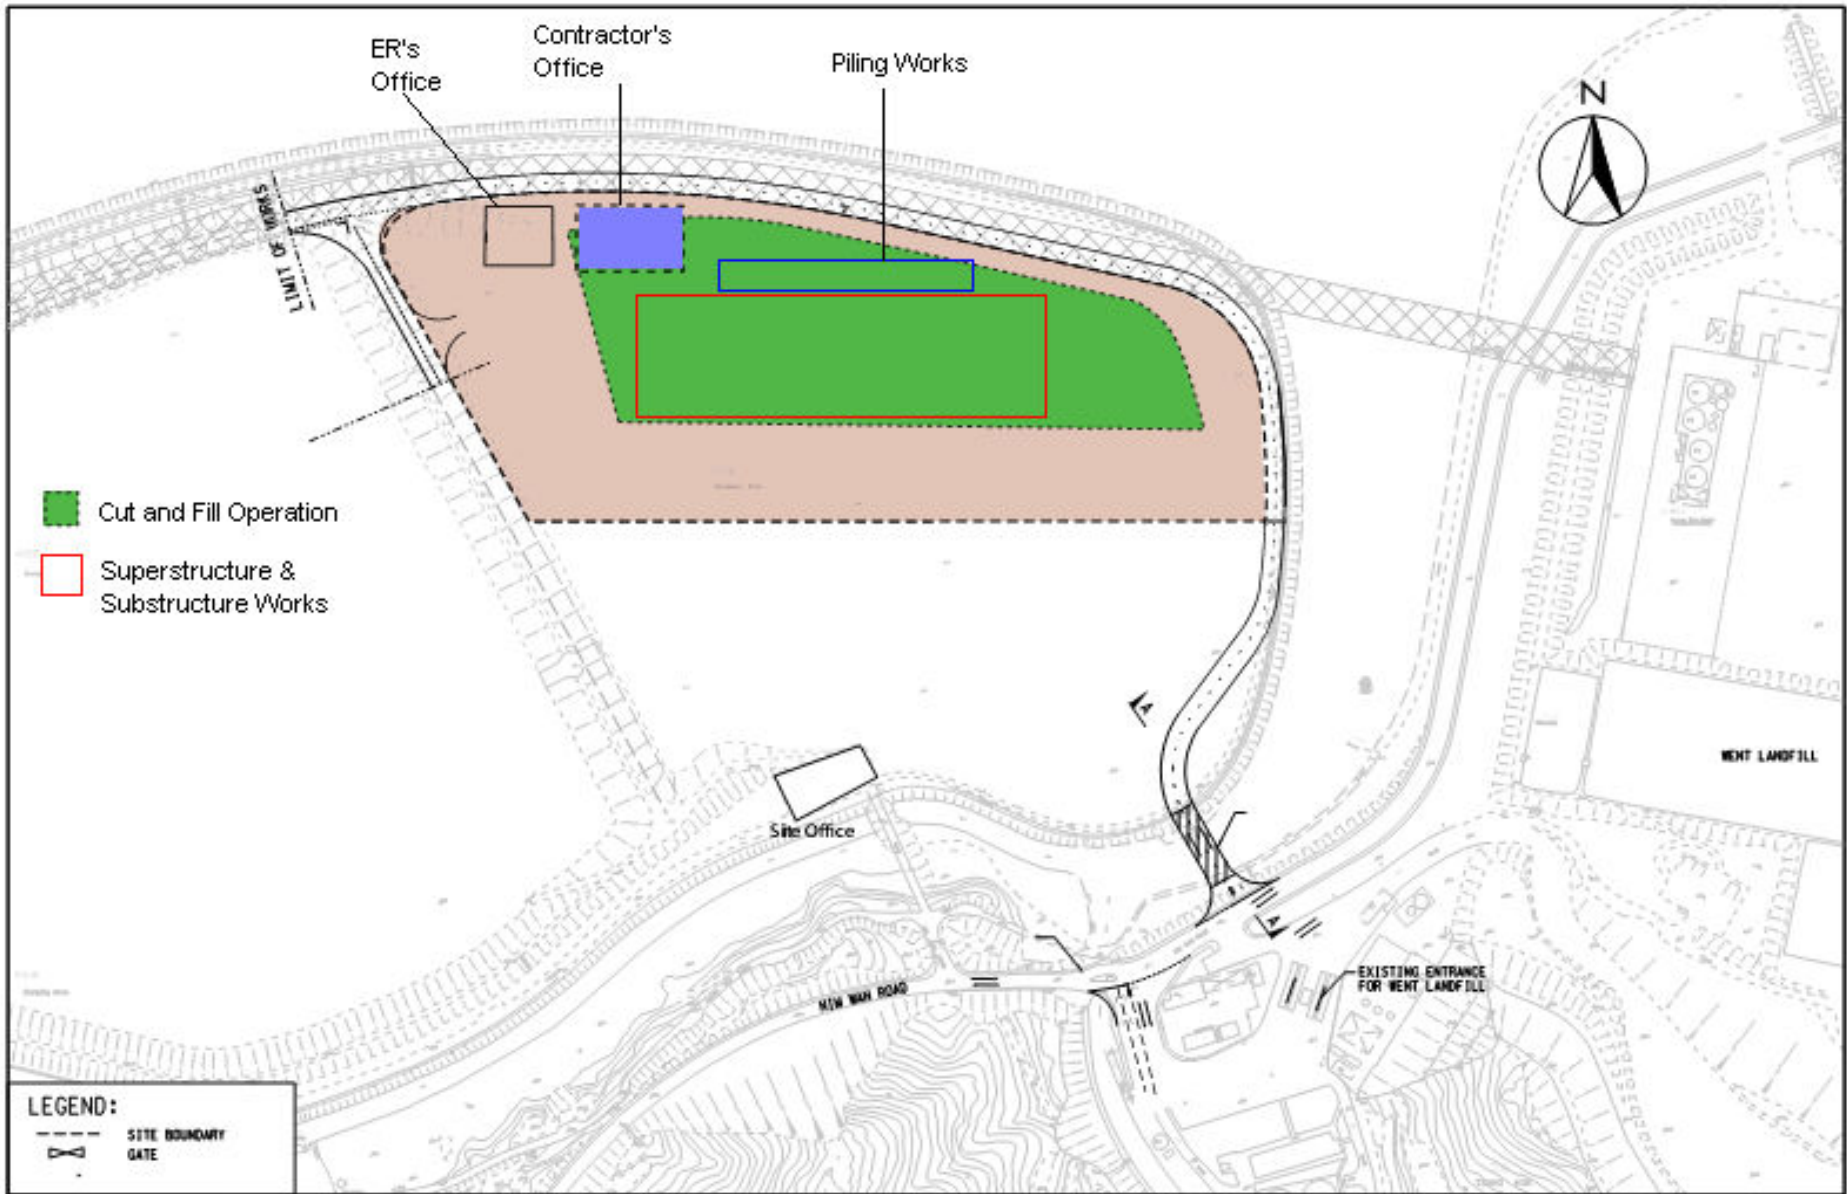 ER's
Office
Contractor's
Office
Piling Works
N
LIMIT OF WORKS
Cut and Fill Operation
Superstructure &
Substructure Works
A
WENT LANDFILL
Site Office
A
EXISTING ENTRANCE
FOR WENT LANDFILL
NIM WAN ROAD
LEGEND:
SITE BOUNDARY
GATE